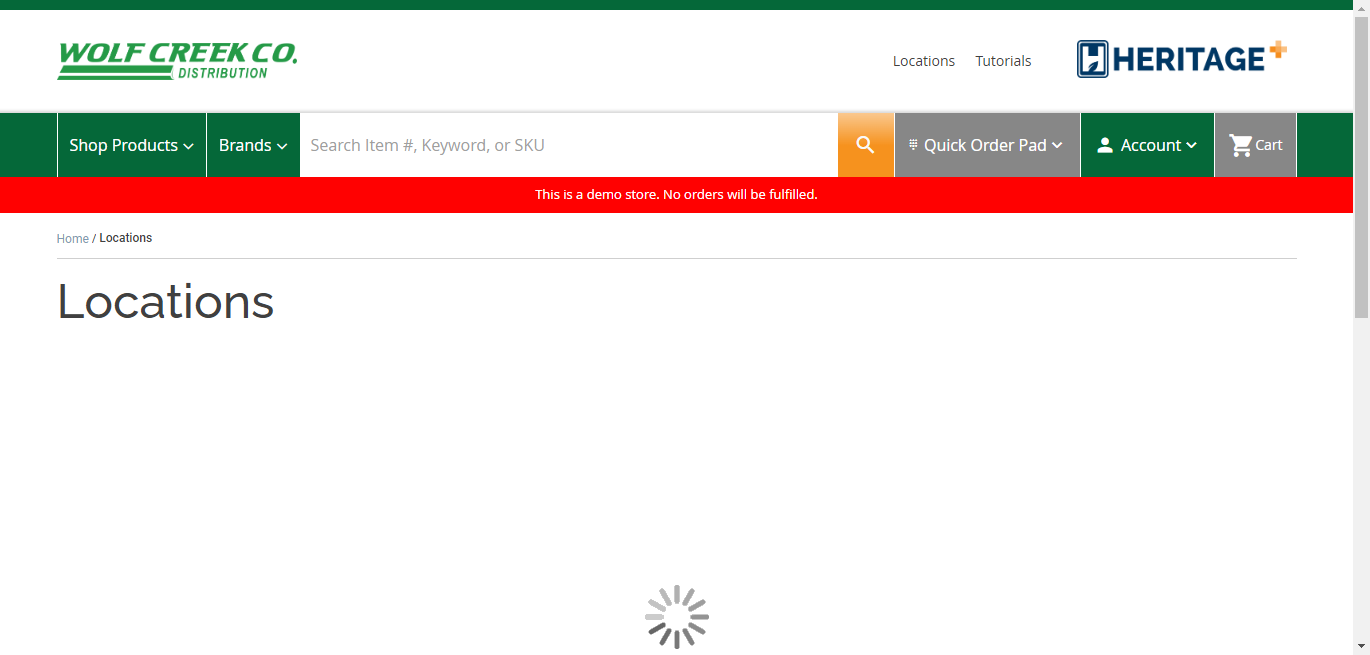 WOLF CREEK CO.
DISTRIBUTION
Locations
Tutorials
HERITAGE+
Shop Products
Brands
Search Item #, Keyword, or SKU
Quick Order Pad
Account
Cart
This is a demo store. No orders will be fulfilled.
Home / Locations
Locations